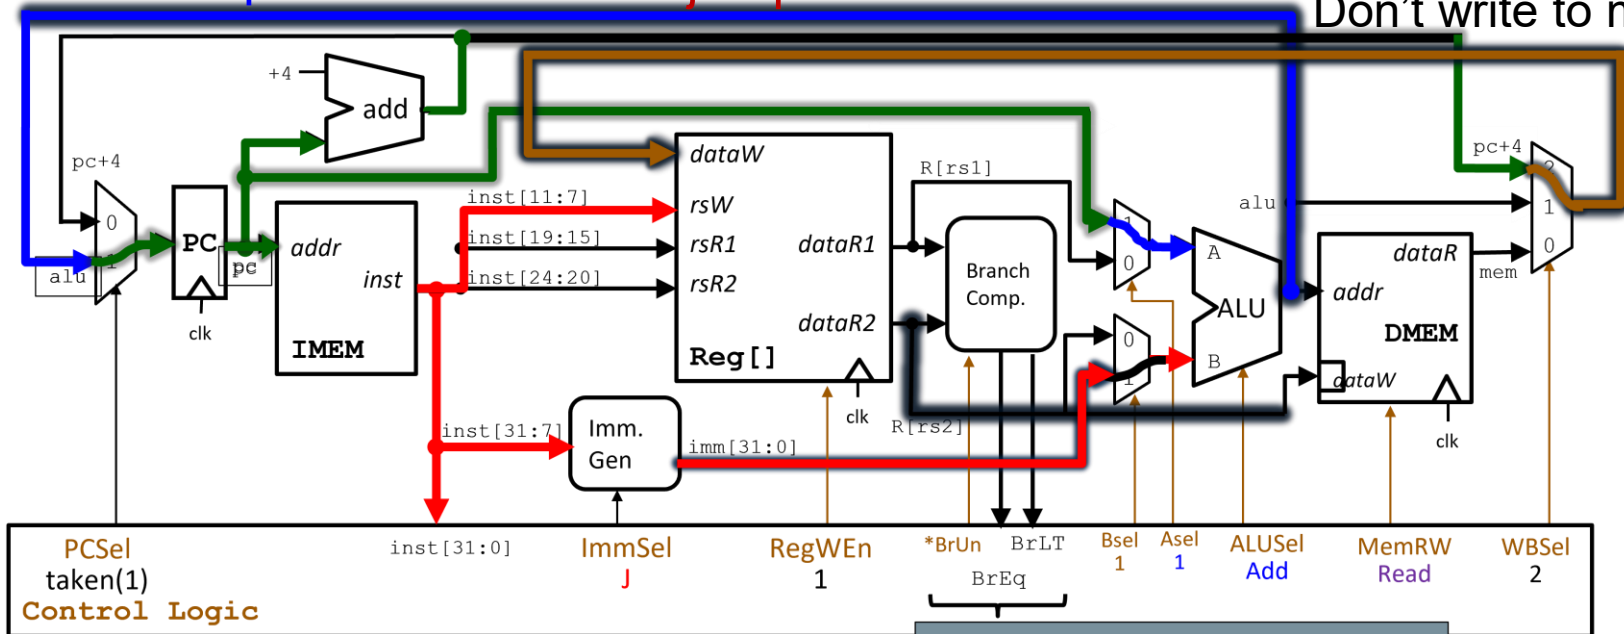 Don't write to m
+4
add
pc+4
0
1
alu
PC
pc
clk
addr
inst
IMEM
inst[11:7]
inst[19:15]
inst[24:20]
dataW
rsW
rsR1
rsR2
dataR1
dataR2
Reg[]
clk
R[rs1]
R[rs2]
Branch
Comp.
inst[31:7]
Imm.
Gen
imm[31:0]
1
0
0
1
A
B
ALU
alu
addr
dataR
DMEM
dataW
clk
pc+4
mem
2
1
0
PCSel
taken(1)
inst[31:0]
ImmSel
J
RegWEn
1
*BrUn
BrLT
BrEq
Bsel
1
Asel
1
ALUSel
Add
MemRW
Read
WBSel
2
Control Logic